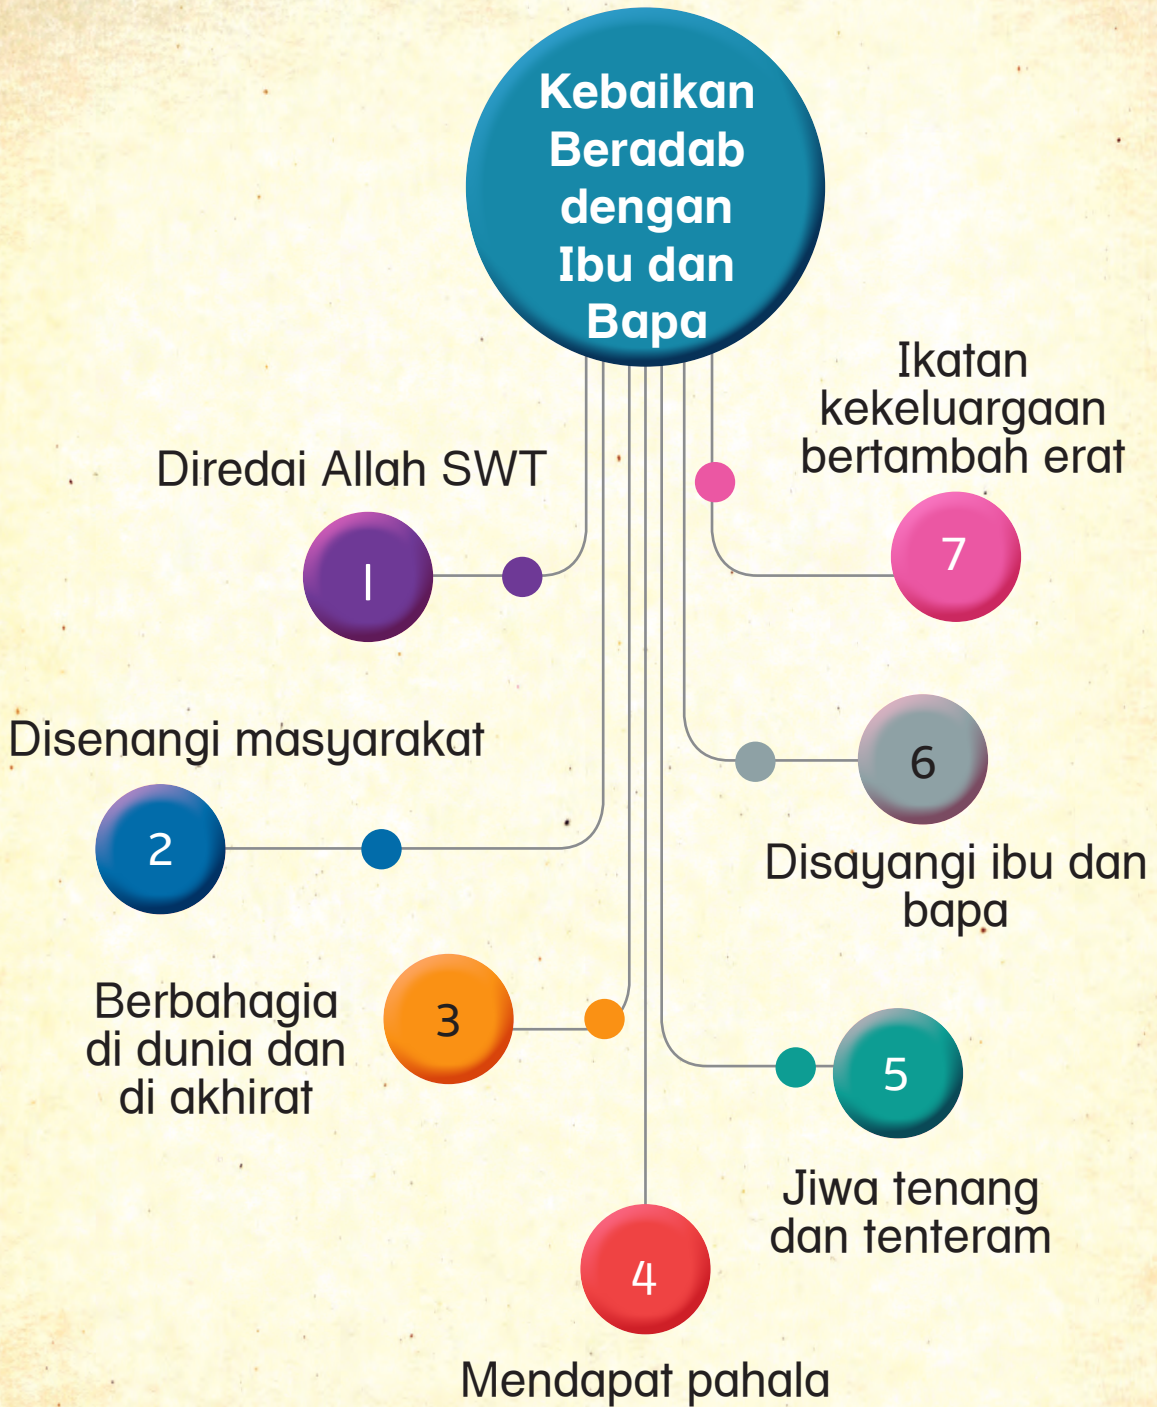 Kebaikan
Beradab
dengan
Ibu dan
Bapa
Diredai Allah SWT
1
Disenangi masyarakat
2
Berbahagia
di dunia dan
di akhirat
3
4
Mendapat pahala
5
Jiwa tenang
dan tenteram
6
Disayangi ibu dan
bapa
Ikatan
kekeluargaan
bertambah erat
7